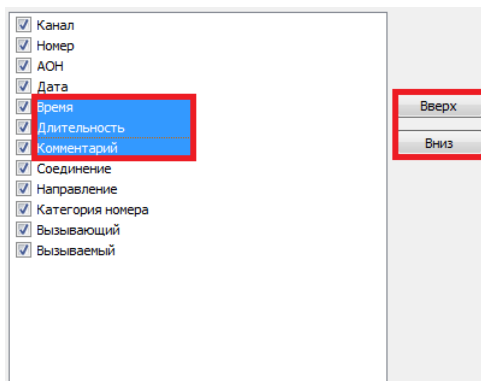 Канал
Номер
АОН
Дата
Время
Длительность
Комментарий
Соединение
Направление
Категория номера
Вызывающий
Вызываемый
Вверх
Вниз